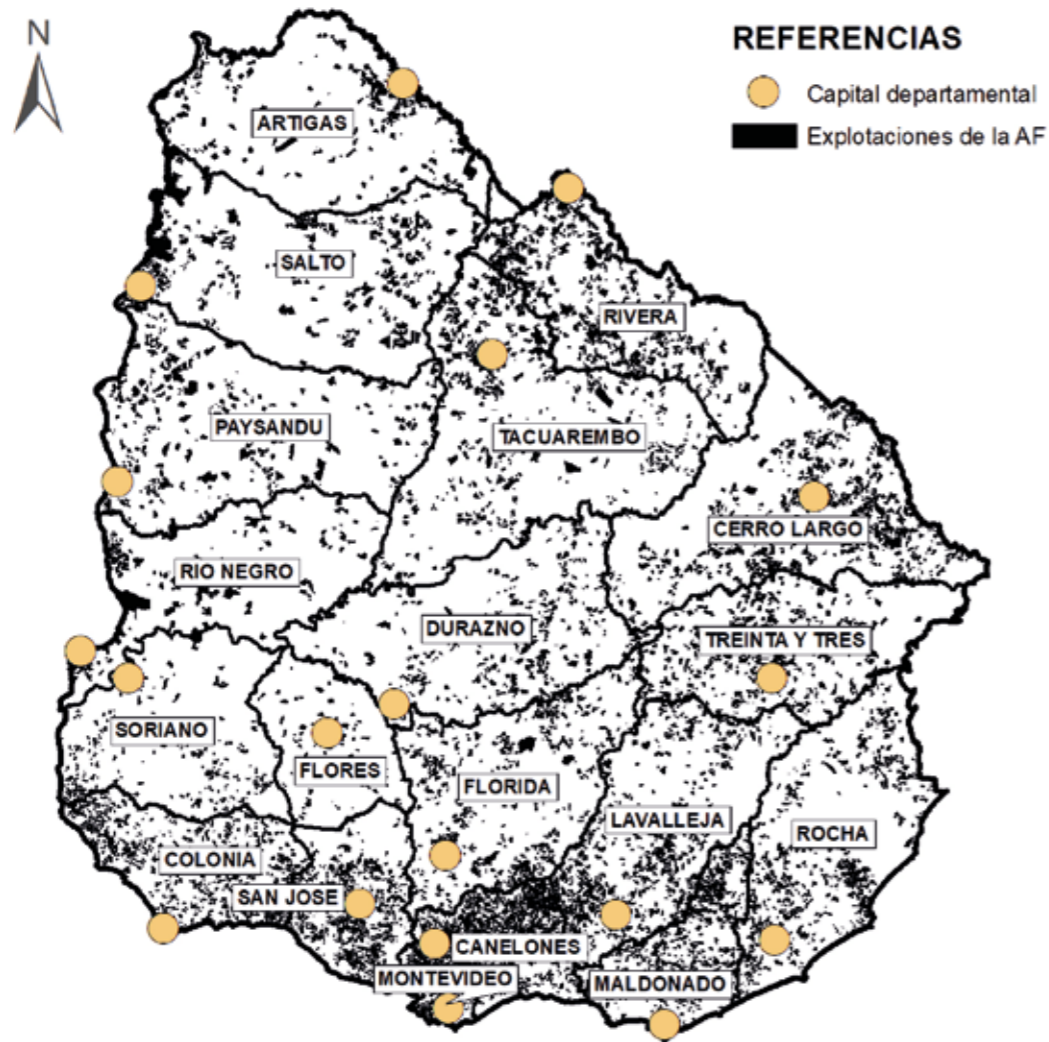 N
REFERENCIAS
Capital departamental
Explotaciones de la AF
ARTIGAS
SALTO
RIVERA
PAYSANDU
TACUAREMBO
CERRO LARGO
RIO NEGRO
DURAZNO
TREINTA Y TRES
SORIANO
FLORES
FLORIDA
LAVALLEJA
ROCHA
COLONIA
SAN JOSE
CANELONES
MONTEVIDEO
MALDONADO